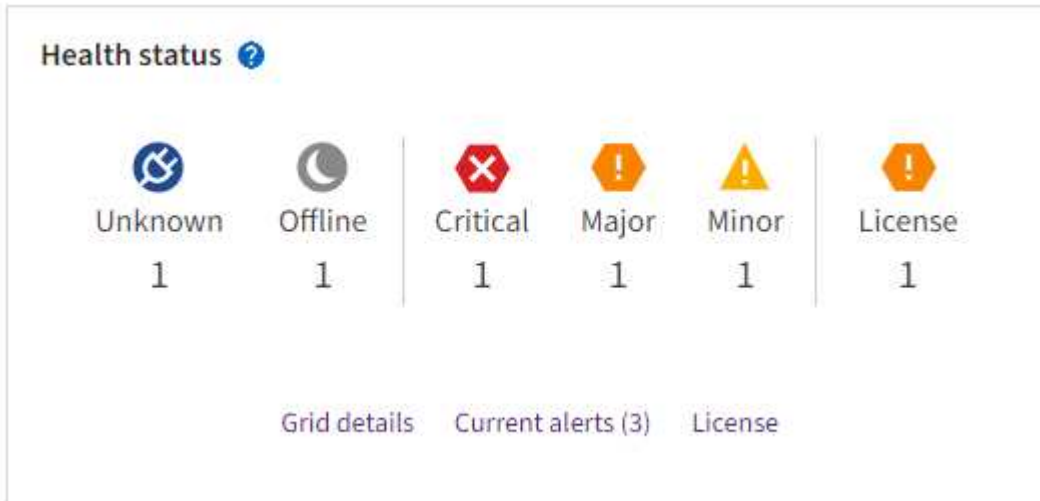 Health status ?
Unknown Offline Critical Major Minor License
1 1 1 1 1 1
Grid details Current alerts (3) License